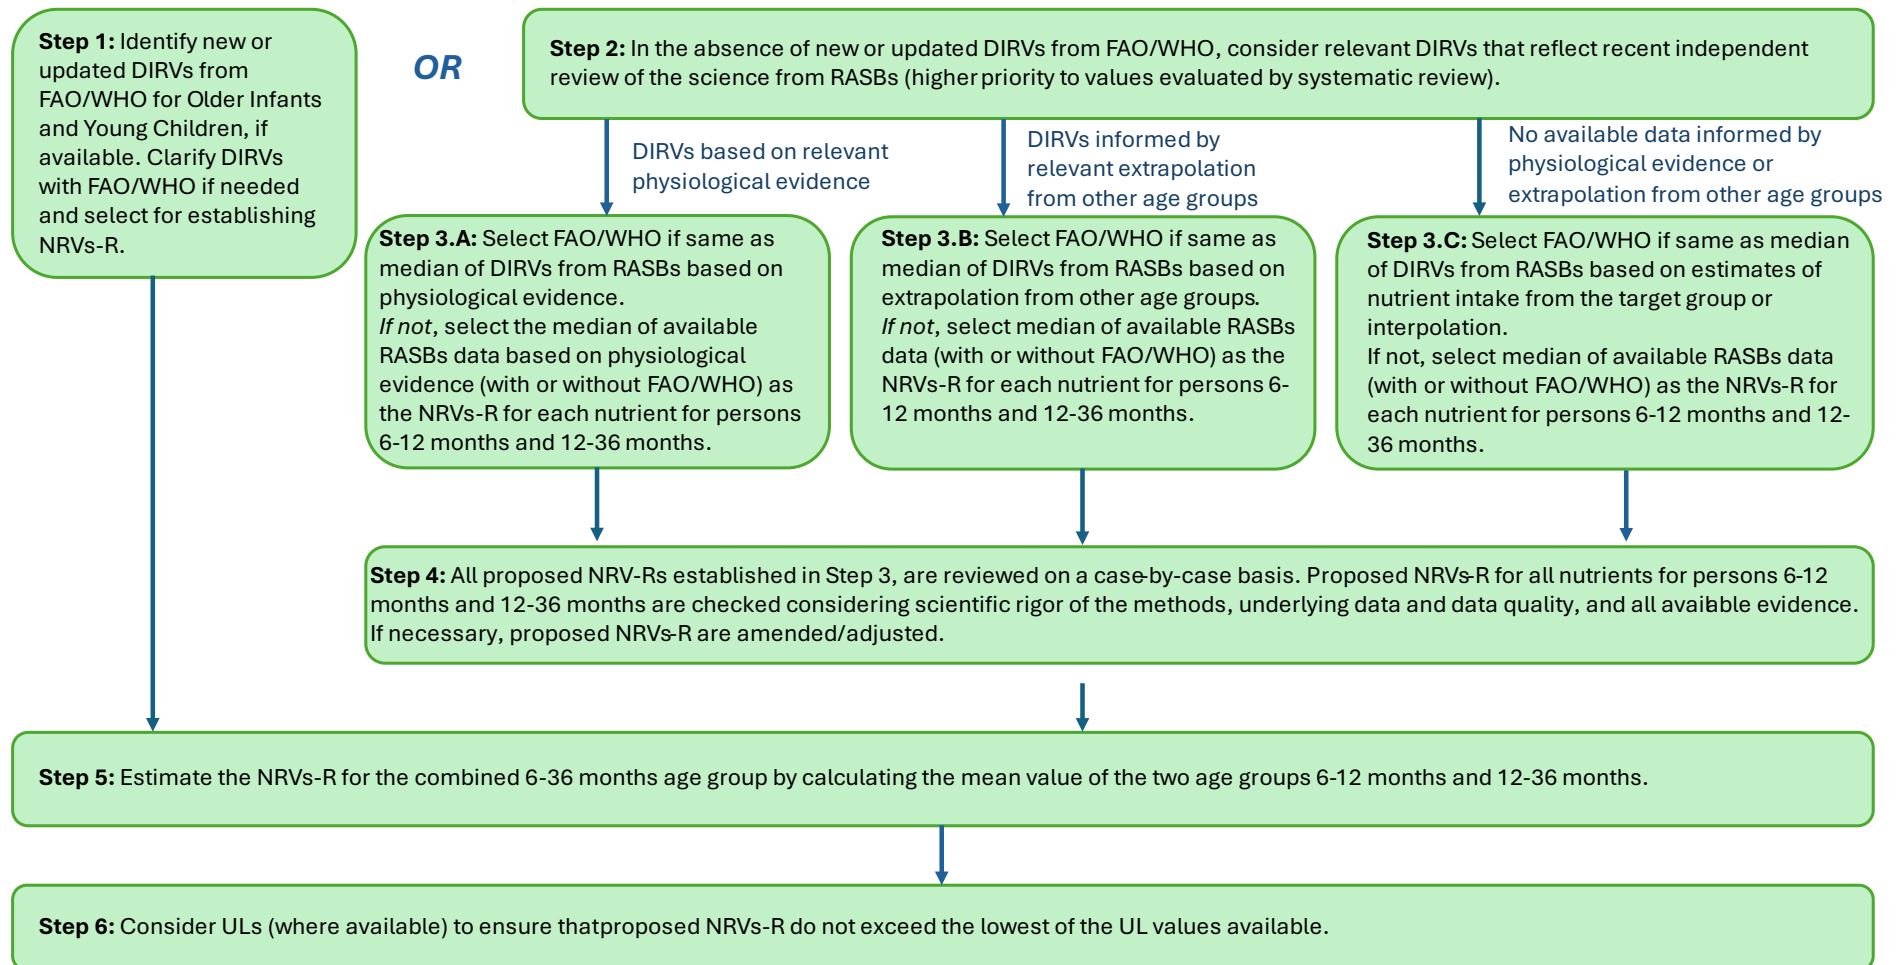 Step 1: Identify new or
updated DIRVs from
FAO/WHO for Older Infants
and Young Children, if
available. Clarify DIRVs
with FAO/WHO if needed
and select for establishing
NRVs-R.
OR
Step 2: In the absence of new or updated DIRVs from FAO/WHO, consider relevant DIRVs that reflect recent independent
review of the science from RASBs (higher priority to values evaluated by systematic review).
DIRVs based on relevant
physiological evidence
DIRVs informed by
relevant extrapolation
from other age groups
No available data informed by
physiological evidence or
extrapolation from other age groups
Step 3.A: Select FAO/WHO if same as
median of DIRVs from RASBs based on
physiological evidence.
If not, select the median of available
RASBs data based on physiological
evidence (with or without FAO/WHO) as
the NRVs-R for each nutrient for persons
6-12 months and 12-36 months.
Step 3.B: Select FAO/WHO if same as
median of DIRVs from RASBs based on
extrapolation from other age groups.
If not, select median of available RASBs
data (with or without FAO/WHO) as the
NRVs-R for each nutrient for persons 6-
12 months and 12-36 months.
Step 3.C: Select FAO/WHO if same as median
of DIRVs from RASBs based on estimates of
nutrient intake from the target group or
interpolation.
If not, select median of available RASBs data
(with or without FAO/WHO) as the NRVs-R for
each nutrient for persons 6-12 months and 12-
36 months.
Step 4: All proposed NRV-Rs established in Step 3, are reviewed on a case-by-case basis. Proposed NRVs-R for all nutrients for persons 6-12
months and 12-36 months are checked considering scientific rigor of the methods, underlying data and data quality, and all available evidence.
If necessary, proposed NRVs-R are amended/adjusted.
Step 5: Estimate the NRVs-R for the combined 6-36 months age group by calculating the mean value of the two age groups 6-12 months and 12-36 months.
Step 6: Consider ULs (where available) to ensure thatproposed NRVs-R do not exceed the lowest of the UL values available.